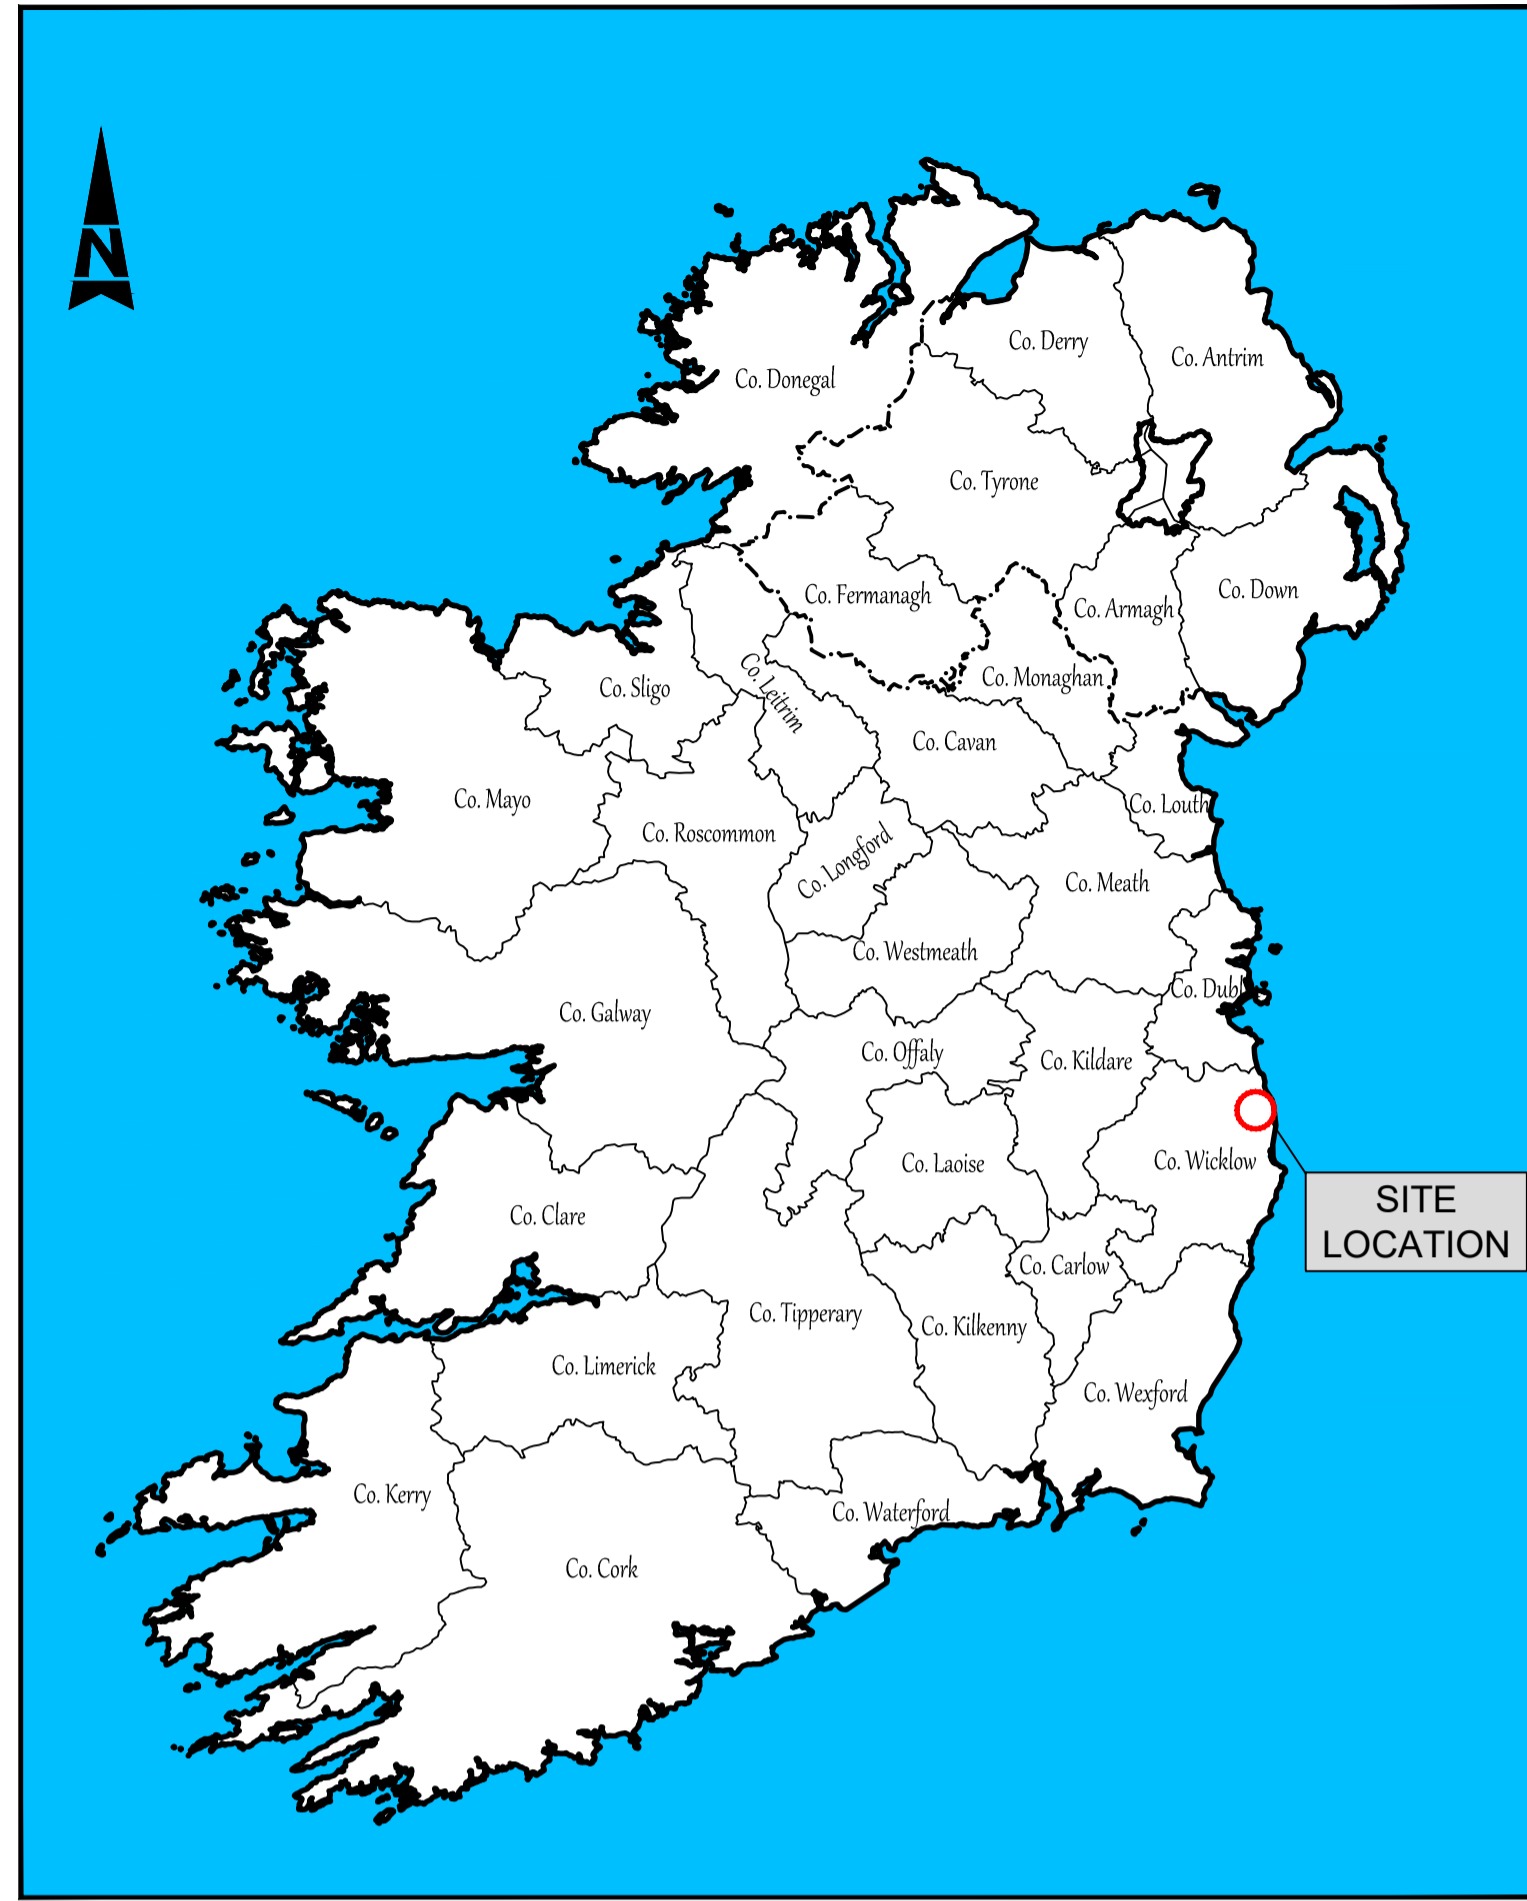 N
Co. Derry
Co. Antrim
Co. Donegal
Co. Tyrone
Co. Fermanagh
Co. Down
Co. Armagh
Co. Monaghan
Co. Leitrim
Co. Sligo
Co. Cavan
Co. Mayo
Co. Louth
Co. Roscommon
Co. Longford
Co. Meath
Co. Westmeath
Co. Dubl
Co. Galway
Co. Offaly
Co. Kildare
Co. Laoise
Co. Wicklow
SITE
LOCATION
Co. Clare
Co. Carlow
Co. Tipperary
Co. Kilkenny
Co. Limerick
Co. Wexford
Co. Kerry
Co. Waterford
Co. Cork